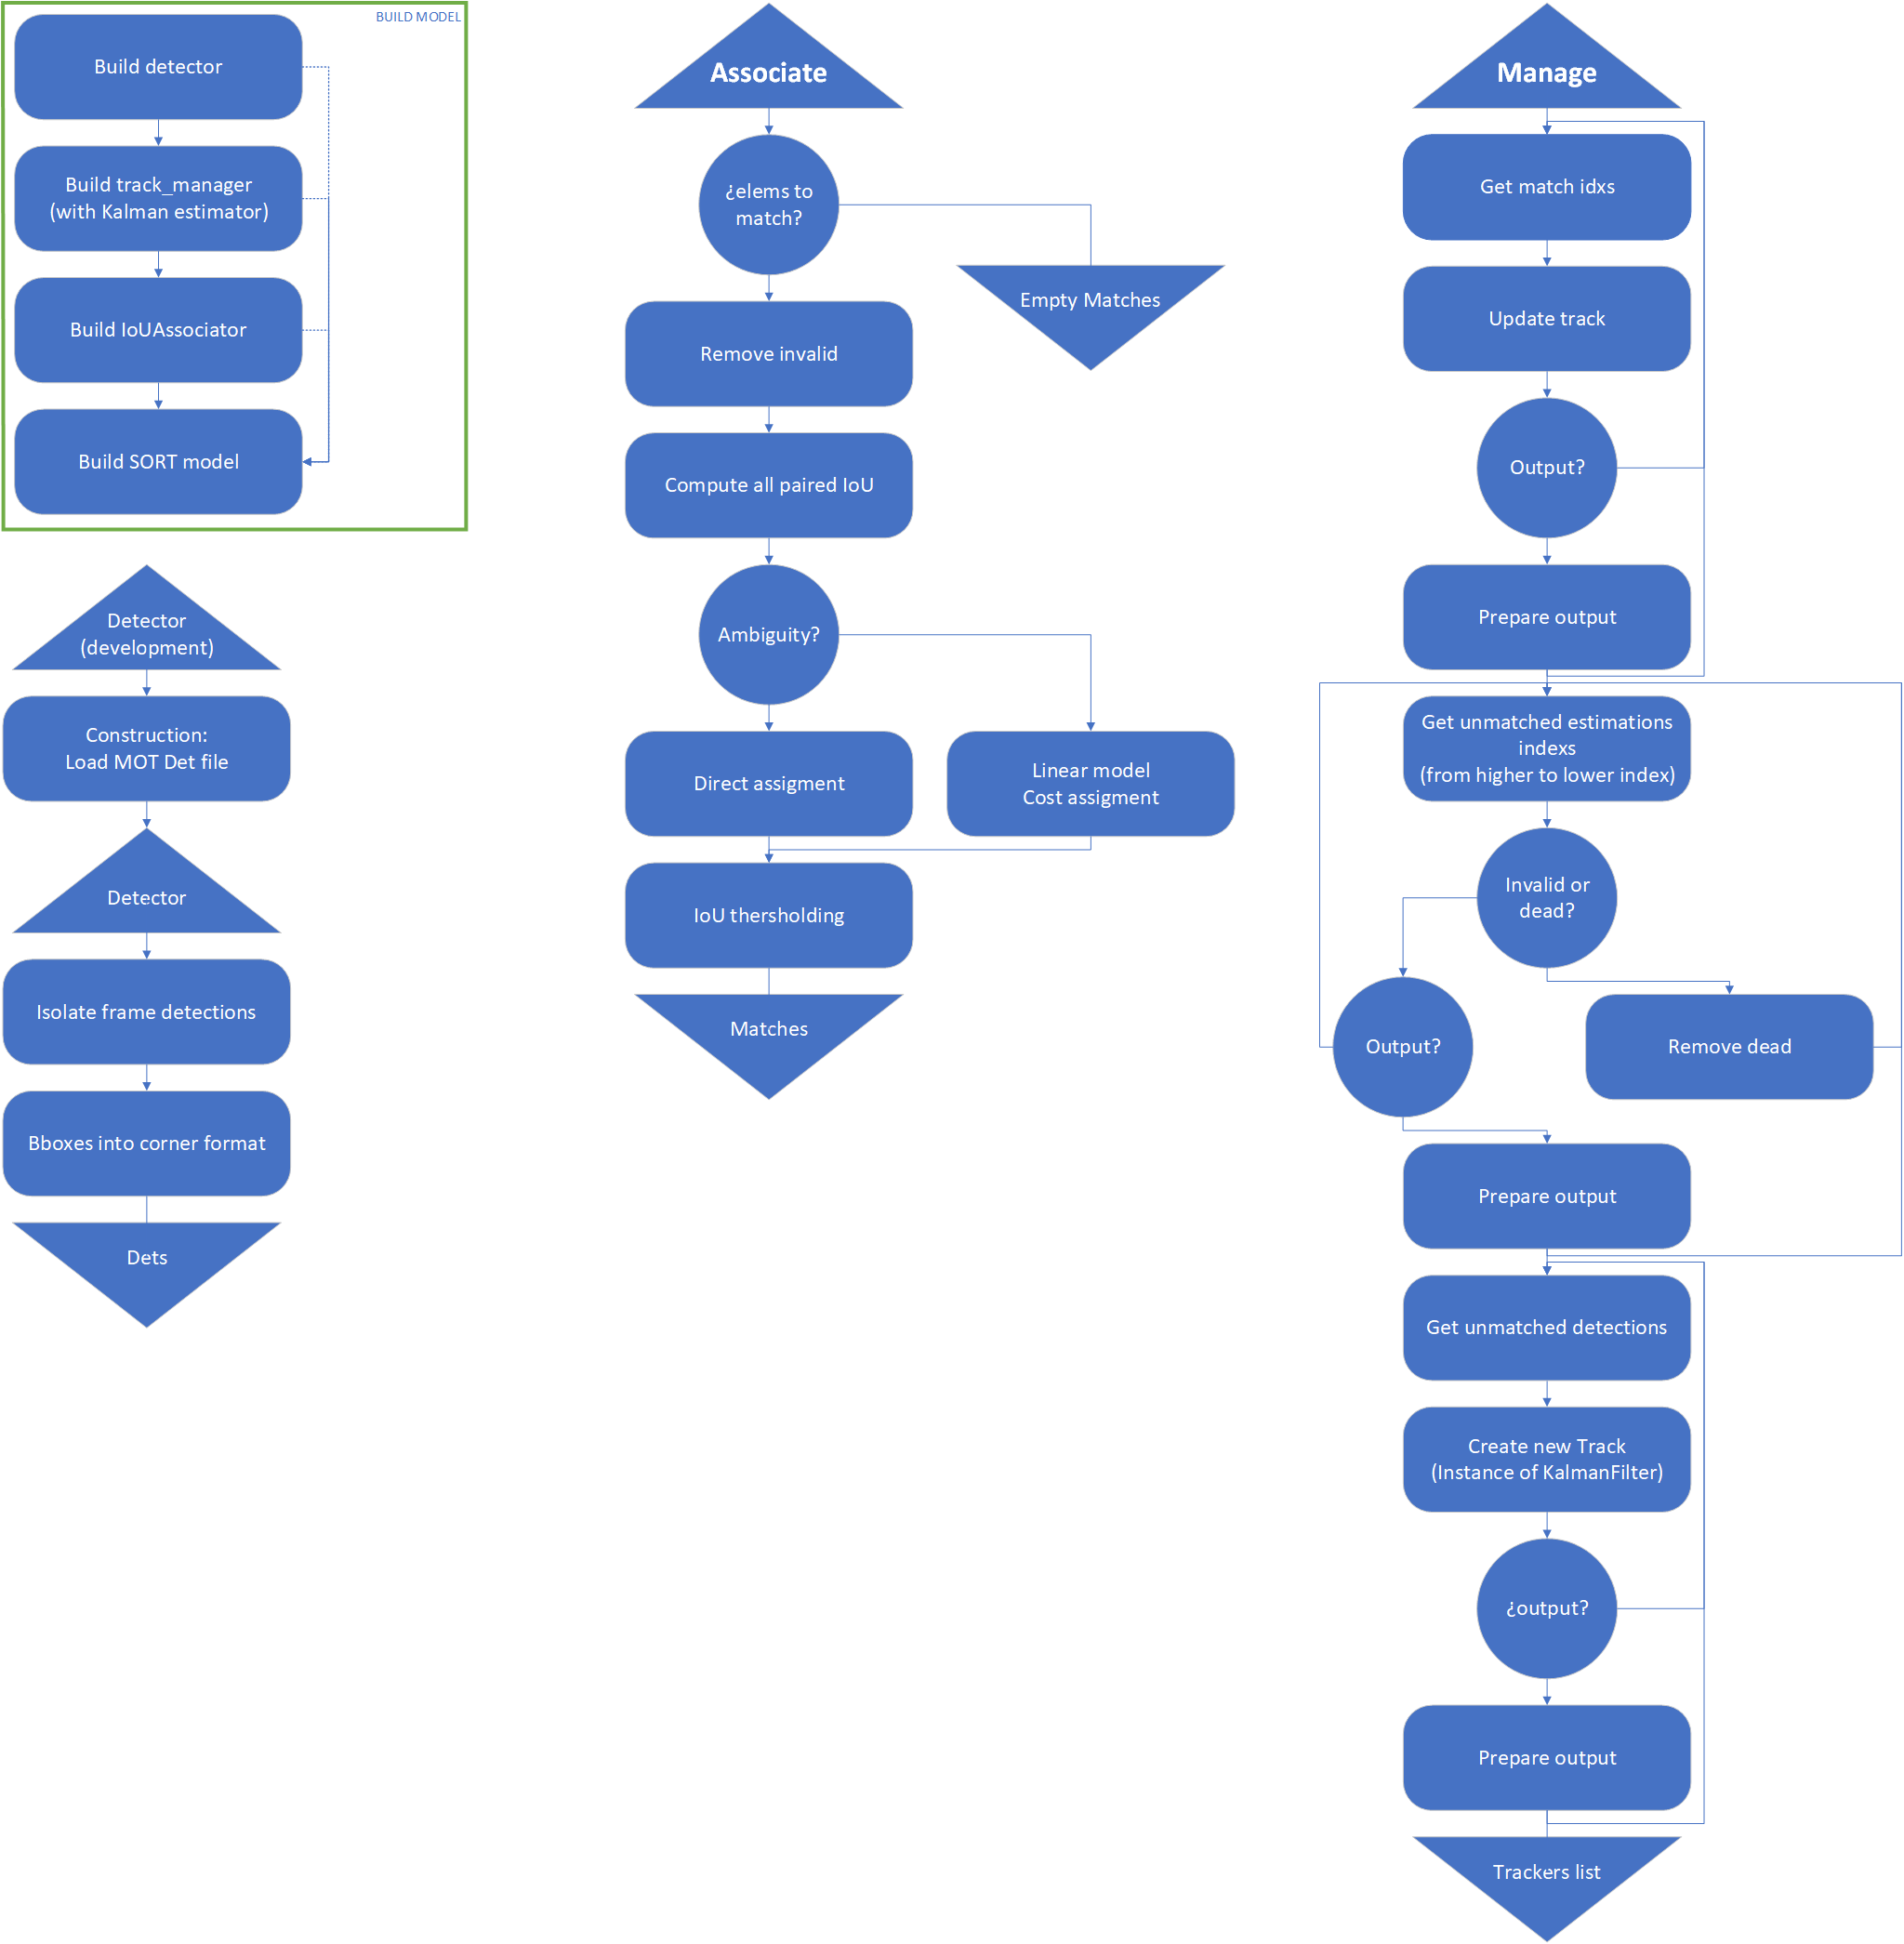 BUILD MODEL
Build detector
Build track_manager
(with Kalman estimator)
Build IoUAssociator
Build SORT model
Detector
(development)
Construction:
Load MOT Det file
Detector
Isolate frame detections
Bboxes into corner format
Dets
Associate
¿elems to
match?
Empty Matches
Remove invalid
Compute all paired IoU
Ambiguity?
Direct assigment
Linear model
Cost assigment
IoU thersholding
Matches
Manage
Get match idxs
Update track
Output?
Prepare output
Get unmatched estimations
indexs
(from higher to lower index)
Invalid or
dead?
Output?
Remove dead
Prepare output
Get unmatched detections
Create new Track
(Instance of KalmanFilter)
¿output?
Prepare output
Trackers list